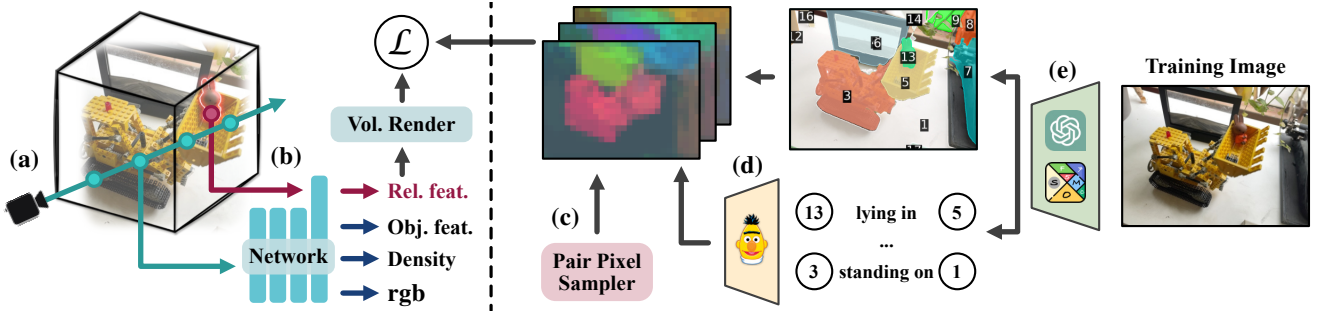 (a)
(b)
Network
Rel. feat.
Obj. feat.
Density
rgb
Vol. Render
ℒ
(c)
Pair Pixel
Sampler
(d)
13 lying in 5
...
3 standing on 1
16
12
6
14
9
8
13
5
7
3
1
(e)
S
M
D
Training Image